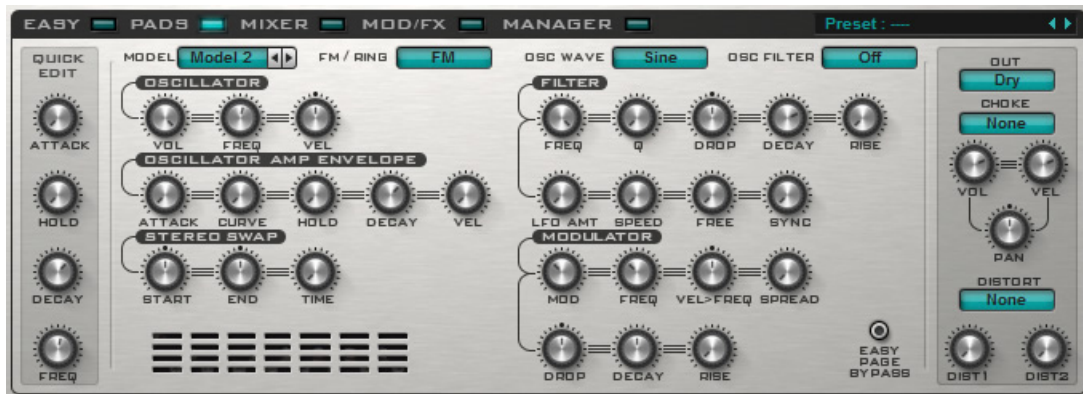 EASY PADS MIXER MOD/FX MANAGER Preset : ----
QUICK
EDIT
ATTACK
HOLD
DECAY
FREQ
MODEL Model 2 FM / RING FM OSC WAVE Sine OSC FILTER Off
OSCILLATOR
VOL FREQ VEL
OSCILLATOR AMP ENVELOPE
ATTACK CURVE HOLD DECAY VEL
STEREO SWAP
START END TIME
FILTER
FREQ Q DROP DECAY RISE
LFO AMT SPEED FREE SYNC
MODULATOR
MOD FREQ VEL>FREQ SPREAD
DROP DECAY RISE
EASY
PAGE
BYPASS
OUT
Dry
CHOKE
None
VOL VEL
PAN
DISTORT
None
DIST1 DIST2